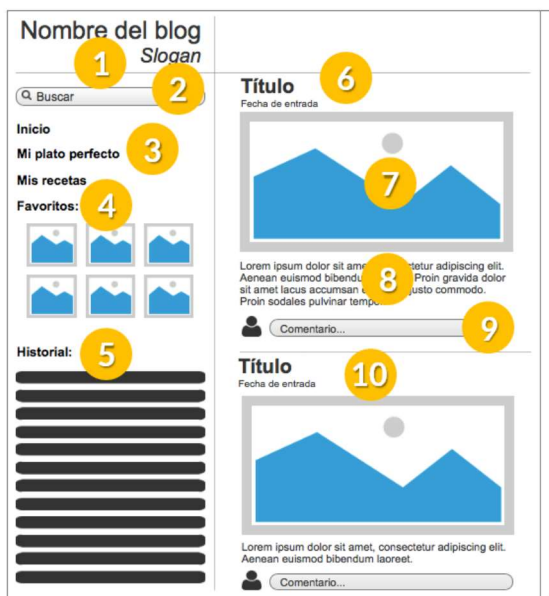 Nombre del blog
Slogan
1
2
Buscar
Inicio
Mi plato perfecto
3
Mis recetas
Favoritos:
4
Historial:
5
Título
6
Fecha de entrada
7
Lorem ipsum dolor sit amet, consectetur adipiscing elit.
Aenean euismod bibendum Proin gravida dolor
sit amet lacus accumsan justo commodo.
Proin sodales pulvinar
8
Comentario...
9
Título
Fecha de entrada
10
Lorem ipsum dolor sit amet, consectetur adipiscing elit.
Aenean euismod bibendum laoreet.
Comentario...